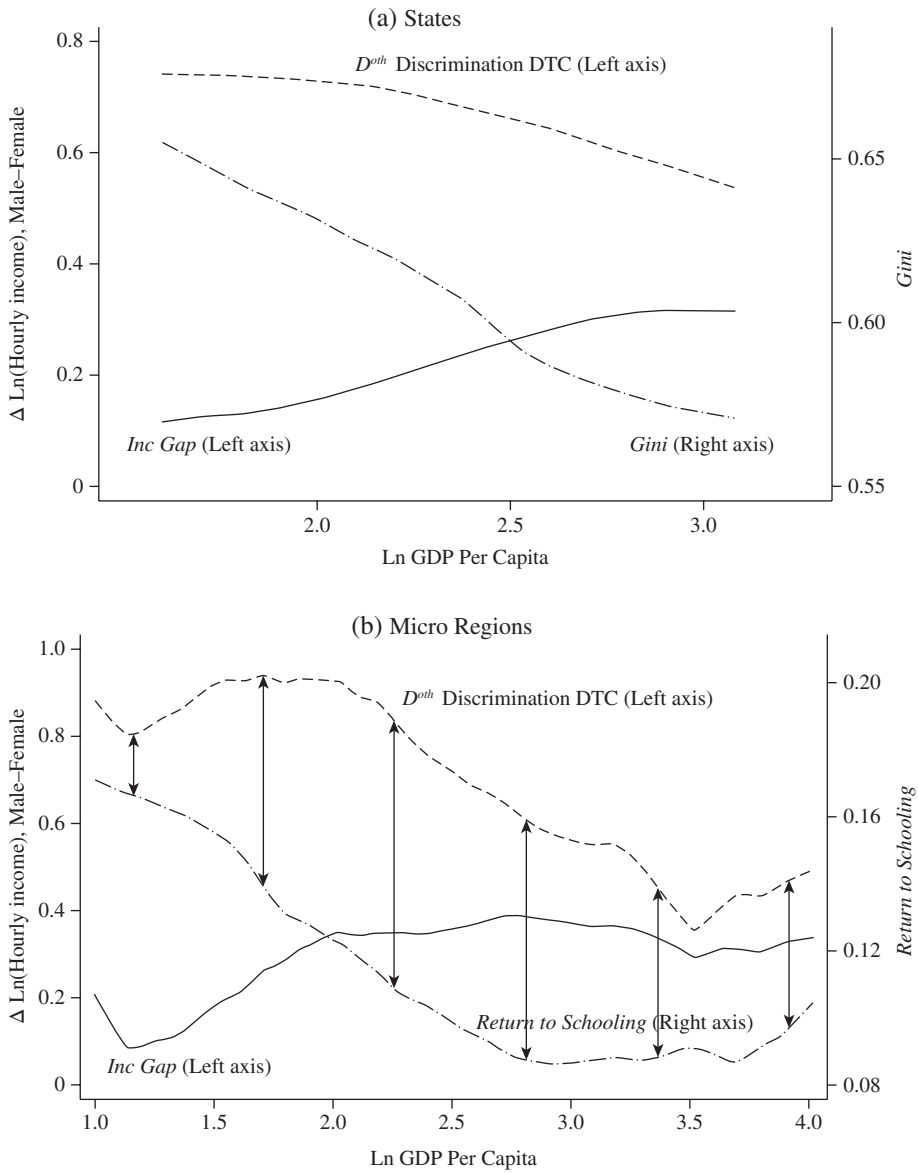 (a) States
0.8
0.6
0.4
0.2
0
Δ Ln(Hourly income), Male–Female
D^oth Discrimination DTC (Left axis)
Inc Gap (Left axis)
Gini (Right axis)
0.65
0.60
0.55
Gini
2.0 2.5 3.0
Ln GDP Per Capita
(b) Micro Regions
1.0
0.8
0.6
0.4
0.2
0
Δ Ln(Hourly income), Male–Female
D^oth Discrimination DTC (Left axis)
Return to Schooling (Right axis)
Inc Gap (Left axis)
0.20
0.16
0.12
0.08
Return to Schooling
1.0 1.5 2.0 2.5 3.0 3.5 4.0
Ln GDP Per Capita